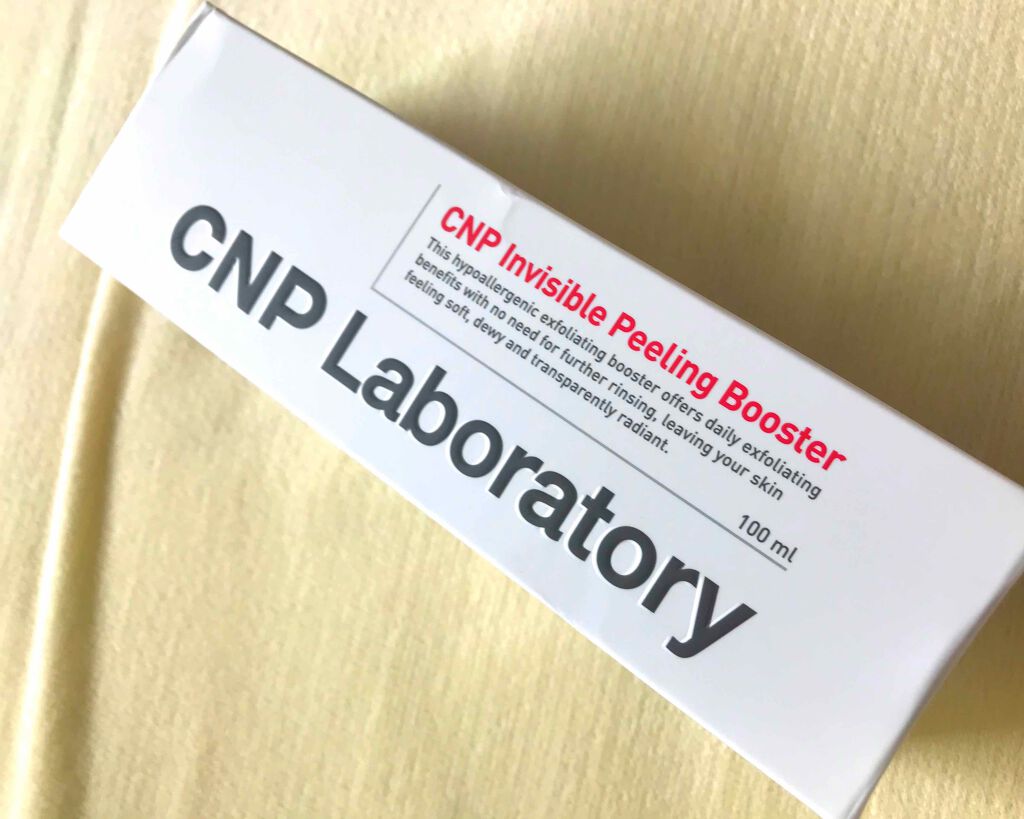 CNP Invisible Peeling Booster
This hypoallergenic exfoliating booster offers daily exfoliating
benefits with no need for further rinsing, leaving your skin
feeling soft, dewy and transparently radiant.
100 ml
CNP Laboratory